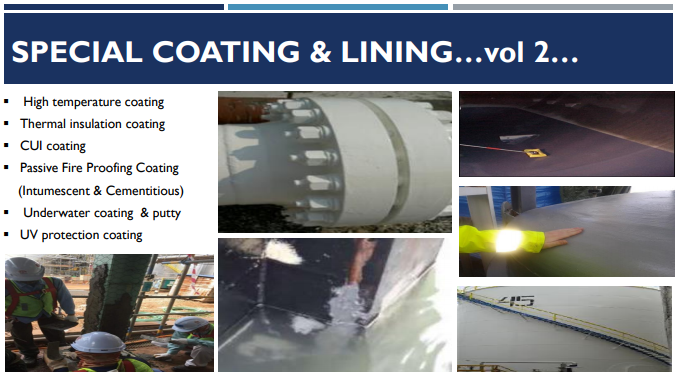 SPECIAL COATING & LINING…vol 2…
▪ High temperature coating
▪ Thermal insulation coating
▪ CUI coating
▪ Passive Fire Proofing Coating
(Intumescent & Cementitious)
▪ Underwater coating & putty
▪ UV protection coating
45